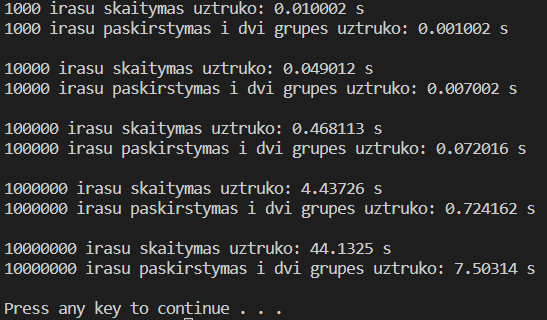 1000 irasu skaitymas uztruko: 0.010002 s
1000 irasu paskirstymas i dvi grupes uztruko: 0.001002 s
10000 irasu skaitymas uztruko: 0.049012 s
10000 irasu paskirstymas i dvi grupes uztruko: 0.007002 s
100000 irasu skaitymas uztruko: 0.468113 s
100000 irasu paskirstymas i dvi grupes uztruko: 0.072016 s
1000000 irasu skaitymas uztruko: 4.43726 s
1000000 irasu paskirstymas i dvi grupes uztruko: 0.724162 s
10000000 irasu skaitymas uztruko: 44.1325 s
10000000 irasu paskirstymas i dvi grupes uztruko: 7.50314 s
Press any key to continue . . .